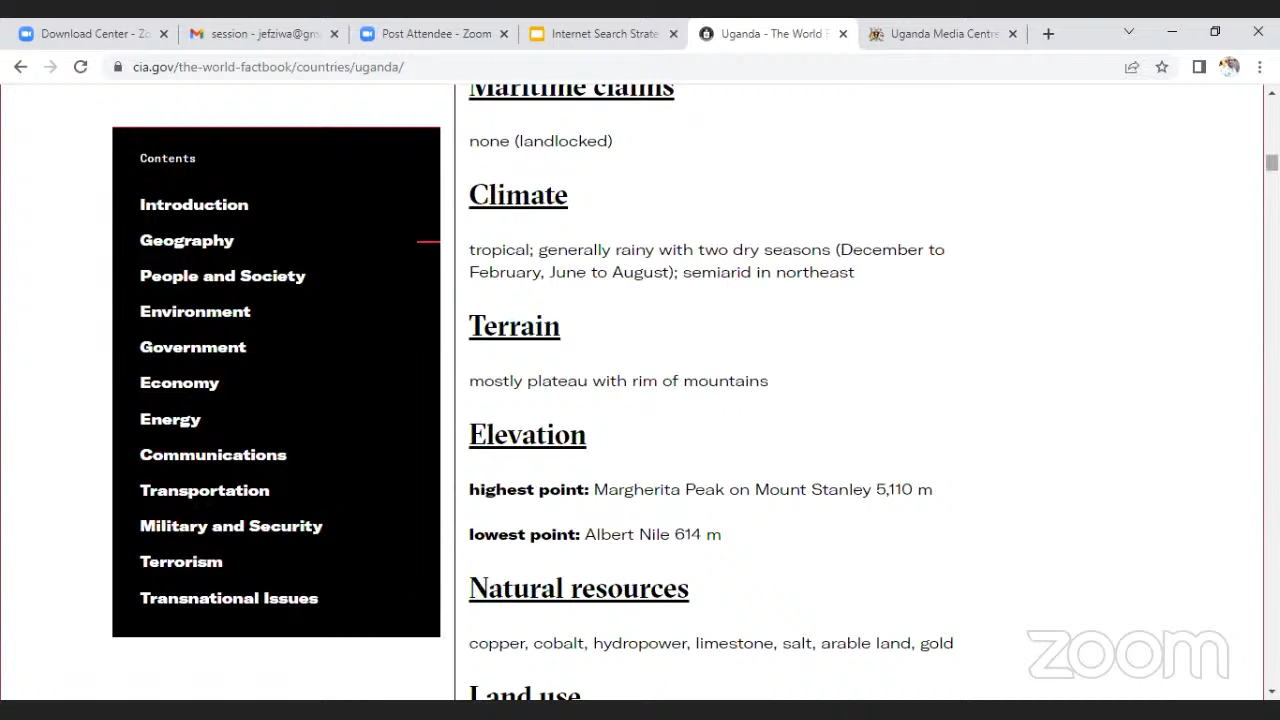 Download Center - Zo
session - jefziwa@gm
Post Attendee - Zoom
Internet Search Strate
Uganda - The World F
Uganda Media Centre
cia.gov/the-world-factbook/countries/uganda/
Contents
Introduction
Geography
People and Society
Environment
Government
Economy
Energy
Communications
Transportation
Military and Security
Terrorism
Transnational Issues
Maritime claims
none (landlocked)
Climate
tropical; generally rainy with two dry seasons (December to
February, June to August); semiarid in northeast
Terrain
mostly plateau with rim of mountains
Elevation
highest point: Margherita Peak on Mount Stanley 5,110 m
lowest point: Albert Nile 614 m
Natural resources
copper, cobalt, hydropower, limestone, salt, arable land, gold
Land use
zoom